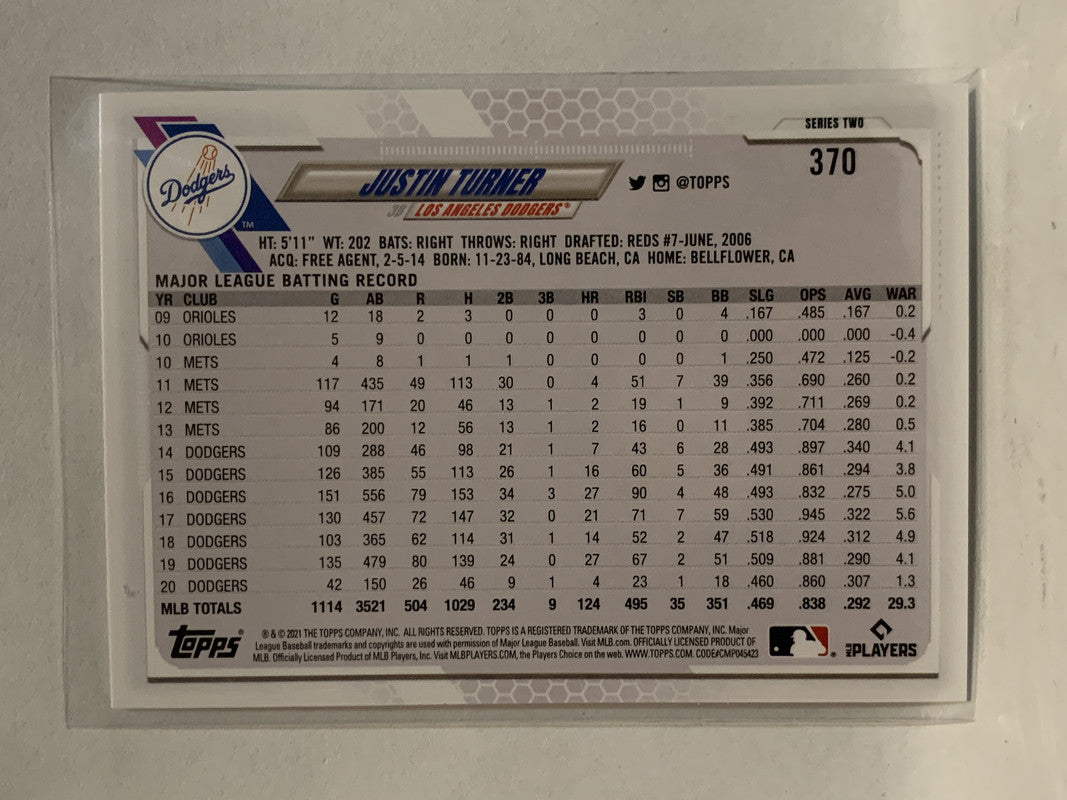 SERIES TWO
370
Dodgers
TM
JUSTIN TURNER
@TOPPS
3B LOS ANGELES DODGERS®
HT: 5'11" WT: 202 BATS: RIGHT THROWS: RIGHT DRAFTED: REDS #7-JUNE, 2006
ACQ: FREE AGENT, 2-5-14 BORN: 11-23-84, LONG BEACH, CA HOME: BELLFLOWER, CA
MAJOR LEAGUE BATTING RECORD
YR CLUB G AB R H 2B 3B HR RBI SB BB SLG OPS AVG WAR
09 ORIOLES 12 18 2 3 0 0 0 3 0 4 .167 .485 .167 0.2
10 ORIOLES 5 9 0 0 0 0 0 0 0 0 .000 .000 .000 -0.4
10 METS 4 8 1 1 1 0 0 0 0 1 .250 .472 .125 -0.2
11 METS 117 435 49 113 30 0 4 51 7 39 .356 .690 .260 0.2
12 METS 94 171 20 46 13 1 2 19 1 9 .392 .711 .269 0.2
13 METS 86 200 12 56 13 1 2 16 0 11 .385 .704 .280 0.5
14 DODGERS 109 288 46 98 21 1 7 43 6 28 .493 .897 .340 4.1
15 DODGERS 126 385 55 113 26 1 16 60 5 36 .491 .861 .294 3.8
16 DODGERS 151 556 79 153 34 3 27 90 4 48 .493 .832 .275 5.0
17 DODGERS 130 457 72 147 32 0 21 71 7 59 .530 .945 .322 5.6
18 DODGERS 103 365 62 114 31 1 14 52 2 47 .518 .924 .312 4.9
19 DODGERS 135 479 80 139 24 0 27 67 2 51 .509 .881 .290 4.1
20 DODGERS 42 150 26 46 9 1 4 23 1 18 .460 .860 .307 1.3
MLB TOTALS 1114 3521 504 1029 234 9 124 495 35 351 .469 .838 .292 29.3
TOPPS®
® & © 2021 THE TOPPS COMPANY, INC. ALL RIGHTS RESERVED. TOPPS IS A REGISTERED TRADEMARK OF THE TOPPS COMPANY, INC. Major
League Baseball trademarks and copyrights are used with permission of Major League Baseball. Visit MLB.com. OFFICIALLY LICENSED PRODUCT OF
MLB. Officially Licensed Product of MLB Players, Inc. Visit MLBPLAYERS.COM, the Players Choice on the web. WWW.TOPPS.COM. CODE#CMP045423
MLB PLAYERS